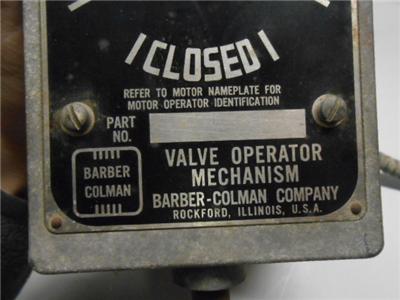 CLOSED
REFER TO MOTOR NAMEPLATE FOR
MOTOR OPERATOR IDENTIFICATION
PART
NO.
BARBER
COLMAN
VALVE OPERATOR
MECHANISM
BARBER-COLMAN COMPANY
ROCKFORD, ILLINOIS, U.S.A.